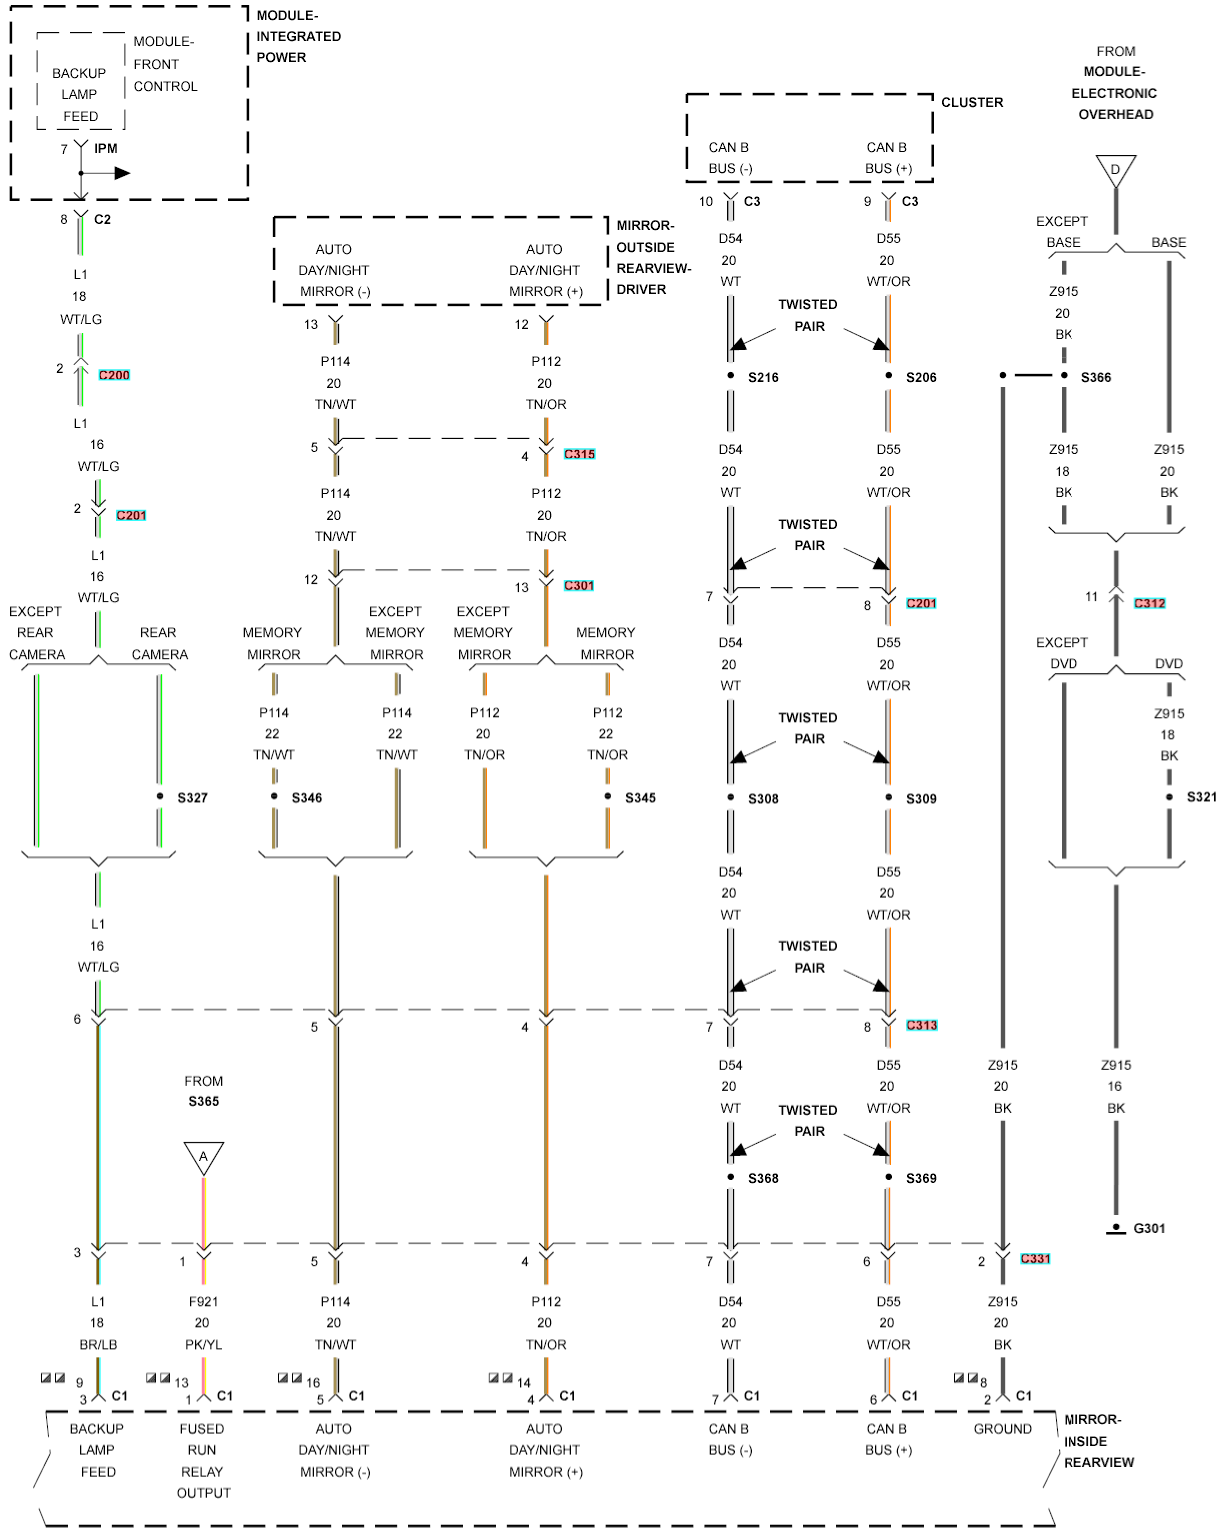 MODULE-
INTEGRATED
POWER
MODULE-
FRONT
CONTROL
BACKUP
LAMP
FEED
7 IPM
8 C2
L1
18
WT/LG
2 C200
L1
16
WT/LG
2 C201
L1
16
WT/LG
EXCEPT
REAR
CAMERA
REAR
CAMERA
S327
L1
16
WT/LG
6
3
L1
18
BR/LB
9
3 C1
BACKUP
LAMP
FEED
FROM
S365
A
1
F921
20
PK/YL
13
1 C1
FUSED
RUN
RELAY
OUTPUT
MIRROR-
OUTSIDE
REARVIEW-
DRIVER
AUTO
DAY/NIGHT
MIRROR (-)
13
P114
20
TN/WT
5
P114
20
TN/WT
12
MEMORY
MIRROR
EXCEPT
MEMORY
MIRROR
P114
22
TN/WT
P114
22
TN/WT
S346
5
5
P114
20
TN/WT
16
5 C1
AUTO
DAY/NIGHT
MIRROR (-)
AUTO
DAY/NIGHT
MIRROR (+)
12
P112
20
TN/OR
4 C315
P112
20
TN/OR
13 C301
EXCEPT
MEMORY
MIRROR
MEMORY
MIRROR
P112
20
TN/OR
P112
22
TN/OR
S345
4
4
P112
20
TN/OR
14
4 C1
AUTO
DAY/NIGHT
MIRROR (+)
CLUSTER
CAN B
BUS (-)
10 C3
D54
20
WT
S216
D54
20
WT
7
D54
20
WT
S308
D54
20
WT
7
D54
20
WT
S368
7
D54
20
WT
7 C1
CAN B
BUS (-)
TWISTED
PAIR
TWISTED
PAIR
TWISTED
PAIR
TWISTED
PAIR
TWISTED
PAIR
CAN B
BUS (+)
9 C3
D55
20
WT/OR
S206
D55
20
WT/OR
8 C201
D55
20
WT/OR
S309
D55
20
WT/OR
8 C313
D55
20
WT/OR
S369
6
D55
20
WT/OR
6 C1
CAN B
BUS (+)
FROM
MODULE-
ELECTRONIC
OVERHEAD
D
EXCEPT
BASE
BASE
Z915
20
BK
S366
Z915
18
BK
Z915
20
BK
11 C312
EXCEPT
DVD
DVD
Z915
18
BK
S321
Z915
20
BK
Z915
16
BK
G301
2 C331
Z915
20
BK
8
2 C1
GROUND
MIRROR-
INSIDE
REARVIEW